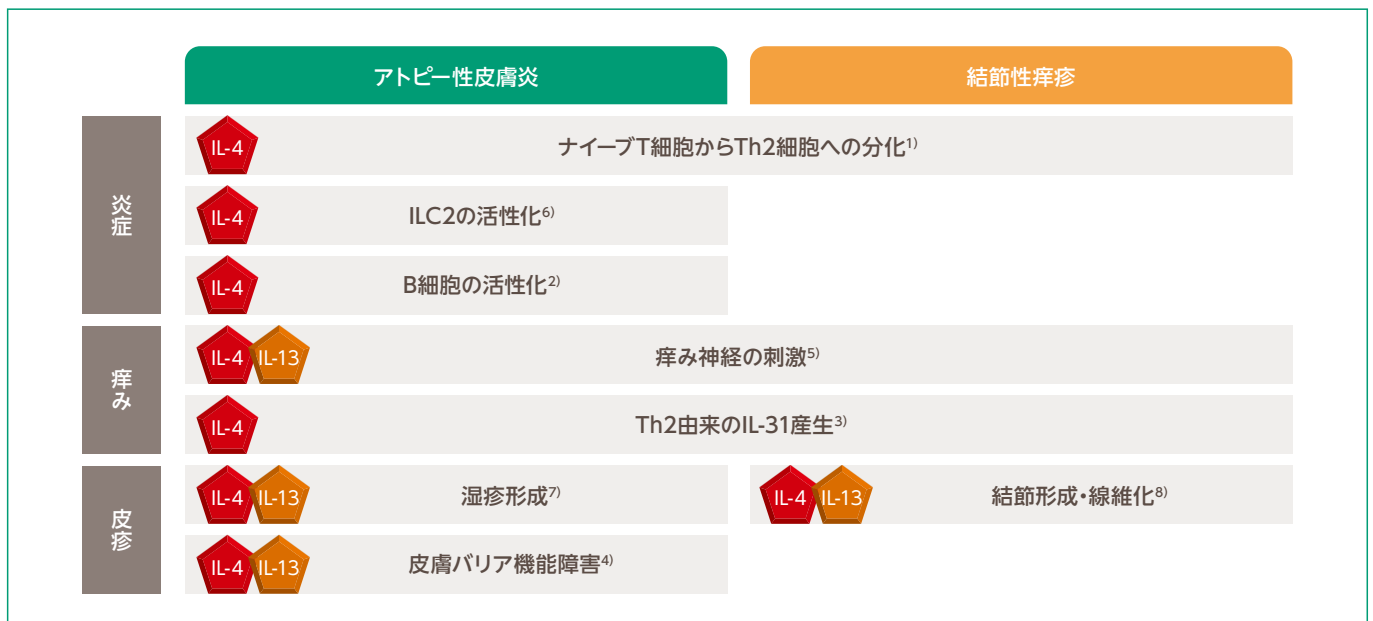 アトピー性皮膚炎
結節性痒疹
炎症
IL-4
ナイーブT細胞からTh2細胞への分化1)
IL-4
ILC2の活性化6)
IL-4
B細胞の活性化2)
痒み
IL-4 IL-13
痒み神経の刺激5)
IL-4
Th2由来のIL-31産生3)
皮疹
IL-4 IL-13
湿疹形成7)
IL-4 IL-13
結節形成・線維化8)
IL-4 IL-13
皮膚バリア機能障害4)